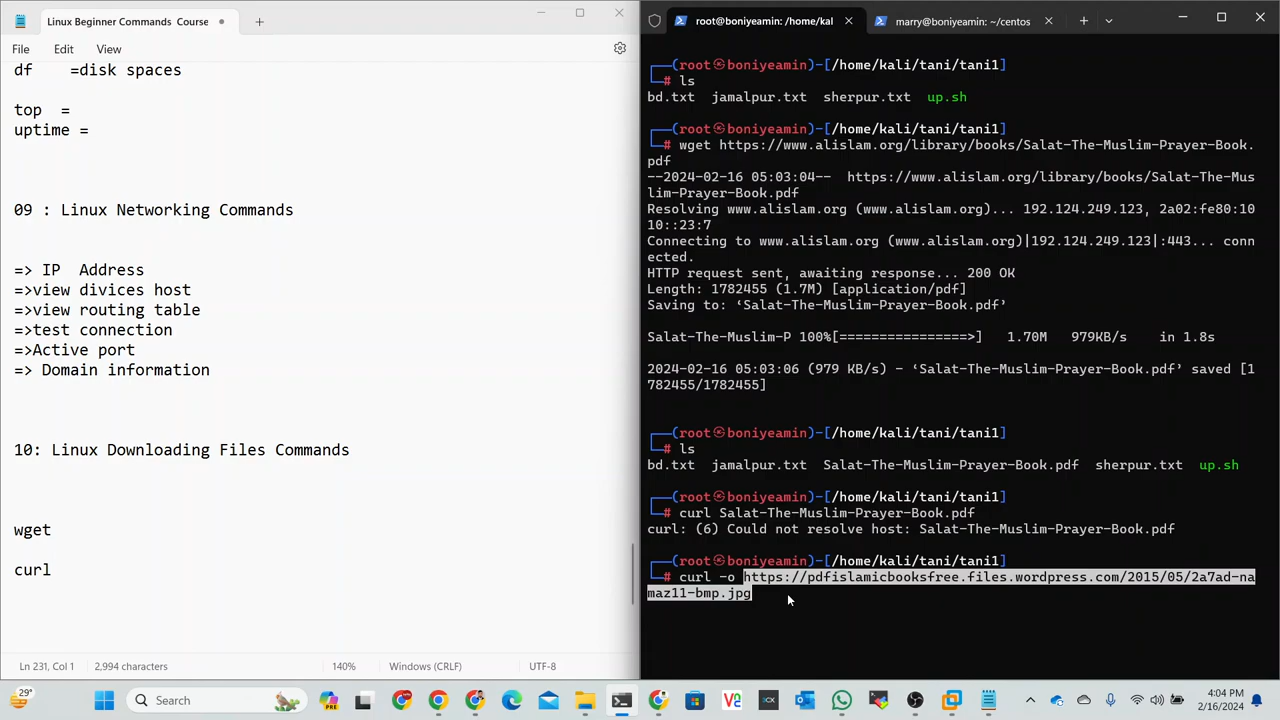 Linux Beginner Commands Course
File Edit View
df =disk spaces
top =
uptime =
09 : Linux Networking Commands
=> IP Address
=>view divices host
=>view routing table
=>test connection
=>Active port
=> Domain information
10: Linux Downloading Files Commands
wget
curl
Ln 231, Col 1 2,994 characters 140% Windows (CRLF) UTF-8
root@boniyeamin: /home/kal marry@boniyeamin: ~/centos
┌──(root㉿boniyeamin)-[/home/kali/tani/tani1]
└─# ls
bd.txt jamalpur.txt sherpur.txt up.sh
┌──(root㉿boniyeamin)-[/home/kali/tani/tani1]
└─# wget https://www.alislam.org/library/books/Salat-The-Muslim-Prayer-Book.
pdf
--2024-02-16 05:03:04-- https://www.alislam.org/library/books/Salat-The-Mus
lim-Prayer-Book.pdf
Resolving www.alislam.org (www.alislam.org)... 192.124.249.123, 2a02:fe80:10
10::23:7
Connecting to www.alislam.org (www.alislam.org)|192.124.249.123|:443... conn
ected.
HTTP request sent, awaiting response... 200 OK
Length: 1782455 (1.7M) [application/pdf]
Saving to: ‘Salat-The-Muslim-Prayer-Book.pdf’
Salat-The-Muslim-P 100%[================>] 1.70M 979KB/s in 1.8s
2024-02-16 05:03:06 (979 KB/s) - ‘Salat-The-Muslim-Prayer-Book.pdf’ saved [1
782455/1782455]
┌──(root㉿boniyeamin)-[/home/kali/tani/tani1]
└─# ls
bd.txt jamalpur.txt Salat-The-Muslim-Prayer-Book.pdf sherpur.txt up.sh
┌──(root㉿boniyeamin)-[/home/kali/tani/tani1]
└─# curl Salat-The-Muslim-Prayer-Book.pdf
curl: (6) Could not resolve host: Salat-The-Muslim-Prayer-Book.pdf
┌──(root㉿boniyeamin)-[/home/kali/tani/tani1]
└─# curl -o https://pdfislamicbooksfree.files.wordpress.com/2015/05/2a7ad-na
maz11-bmp.jpg
29°
Search
4:04 PM
2/16/2024